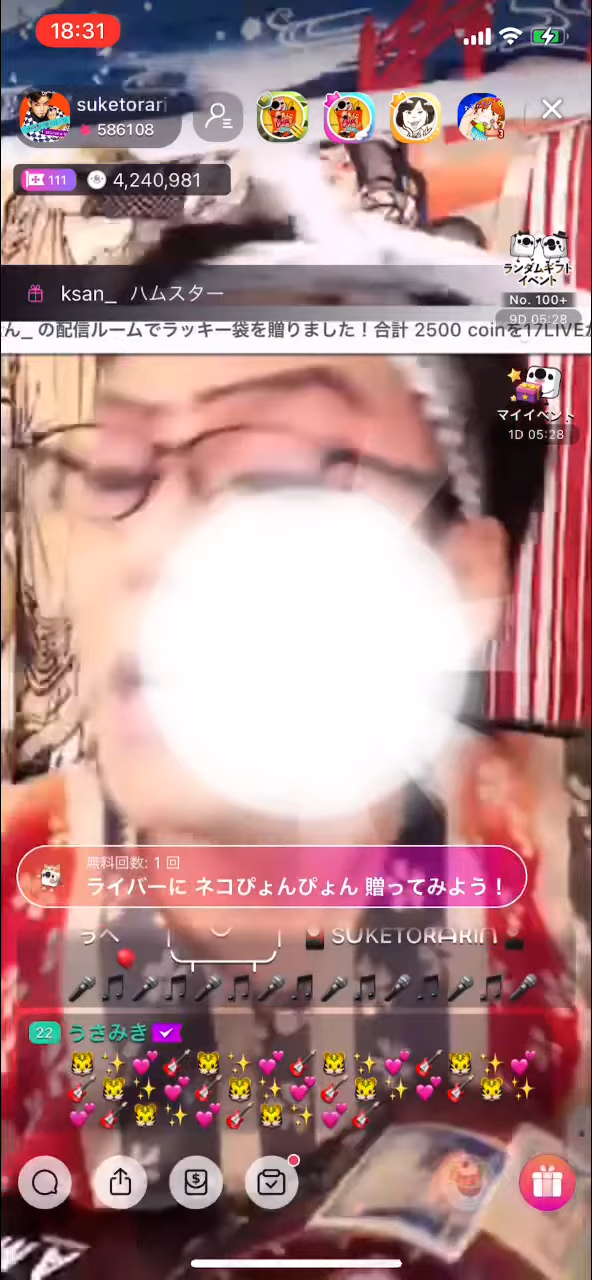 18:31
suketorari
586108
3
111
4,240,981
ランダムギフト
イベント
No. 100+
9D 05:28
ksan_ ハムスター
ん_ の配信ルームでラッキー袋を贈りました！合計 2500 coinを17LIVEか
マイイベント
1D 05:28
無料回数: 1 回
ライバーに ネコぴょんぴょん 贈ってみよう！
うへ
SUKETORARIN
22 うさみき